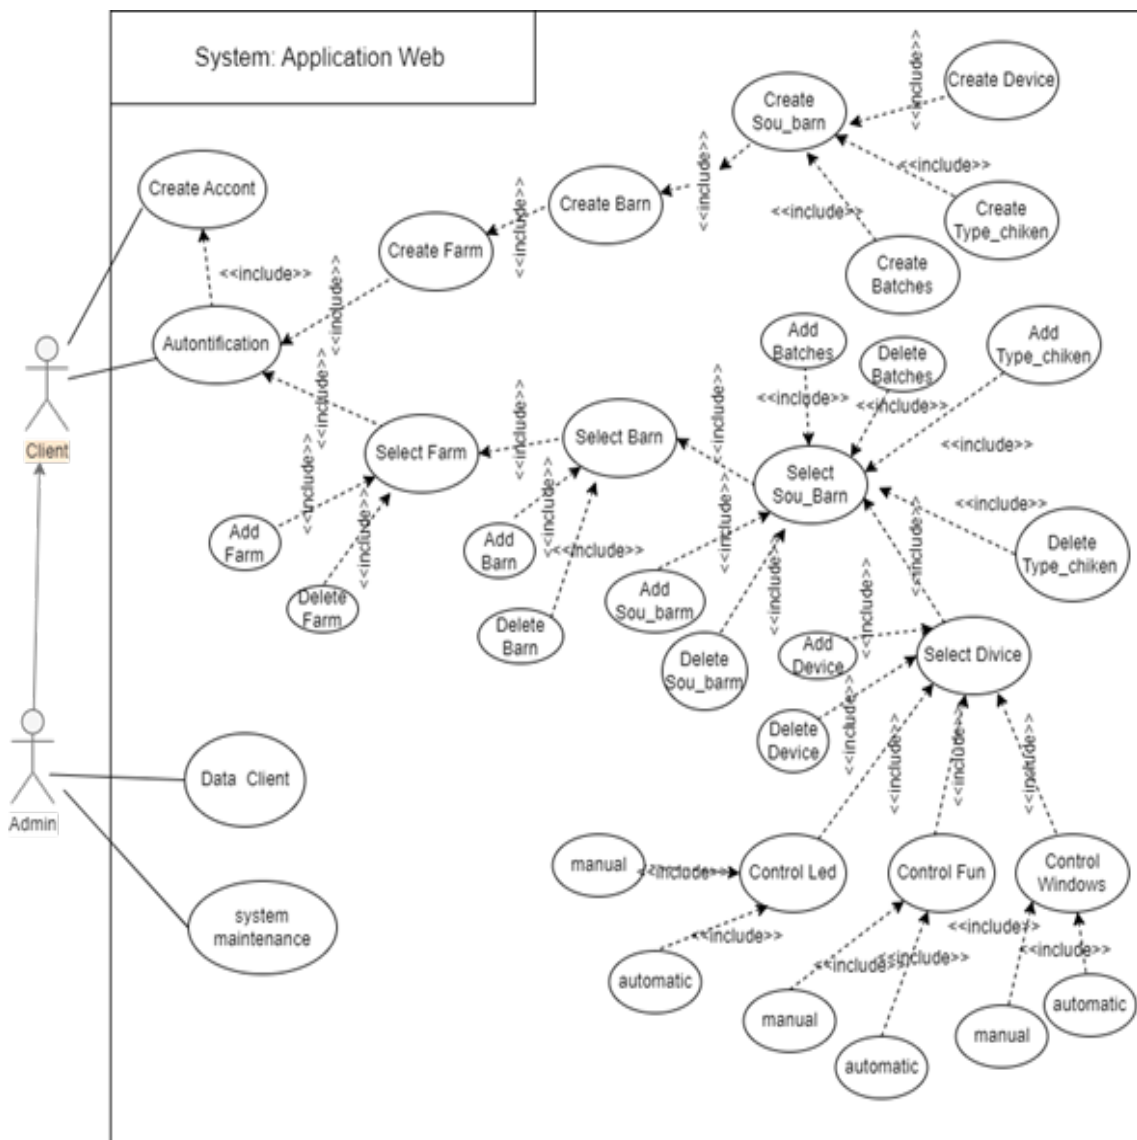 System: Application Web
Create Device
Create
Sou_barn
<<include>>
<<include>>
Create Accont
Create Barn
<<include>>
Create
Type_chiken
<<include>>
Create Farm
<<include>>
Create
Batches
<<include>>
<<include>>
<<include>>
Autontification
Add
Batches
Delete
Batches
Add
Type_chiken
<<include>>
<<include>>
<<include>>
<<include>>
Client
Select Farm
<<include>>
Select Barn
<<include>>
Select
Sou_Barn
<<include>>
<<include>>
<<include>>
Add
Farm
<<include>>
Add
Barn
<<include>>
<<include>>
<<include>>
<<include>>
Delete
Type_chiken
Delete
Farm
Delete
Barn
Add
Sou_barm
<<include>>
<<include>>
Delete
Sou_barm
Add
Device
Select Divice
<<include>>
Delete
Device
<<include>>
<<include>>
<<include>>
Data Client
Admin
manual
<<include>>
Control Led
Control Fun
Control
Windows
system
maintenance
<<include>>
<<include>>
<<include>>
<<include>>
<<include>>
automatic
manual
automatic
manual
automatic